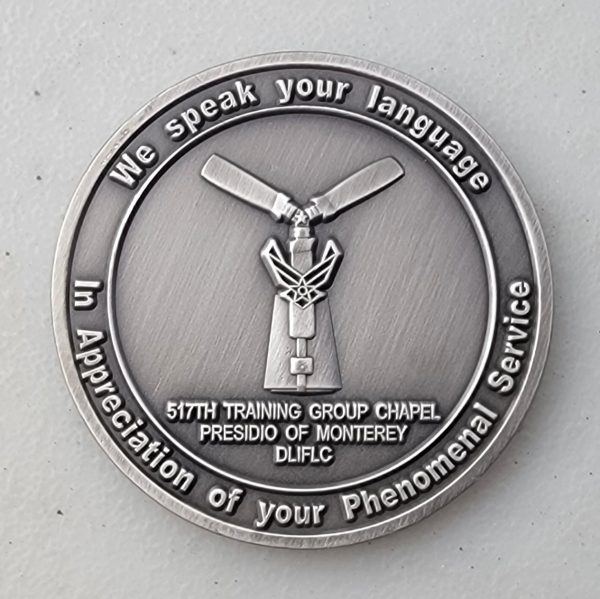 We speak your language
517TH TRAINING GROUP CHAPEL
PRESIDIO OF MONTEREY
DLIFLC
In Appreciation of your Phenomenal Service